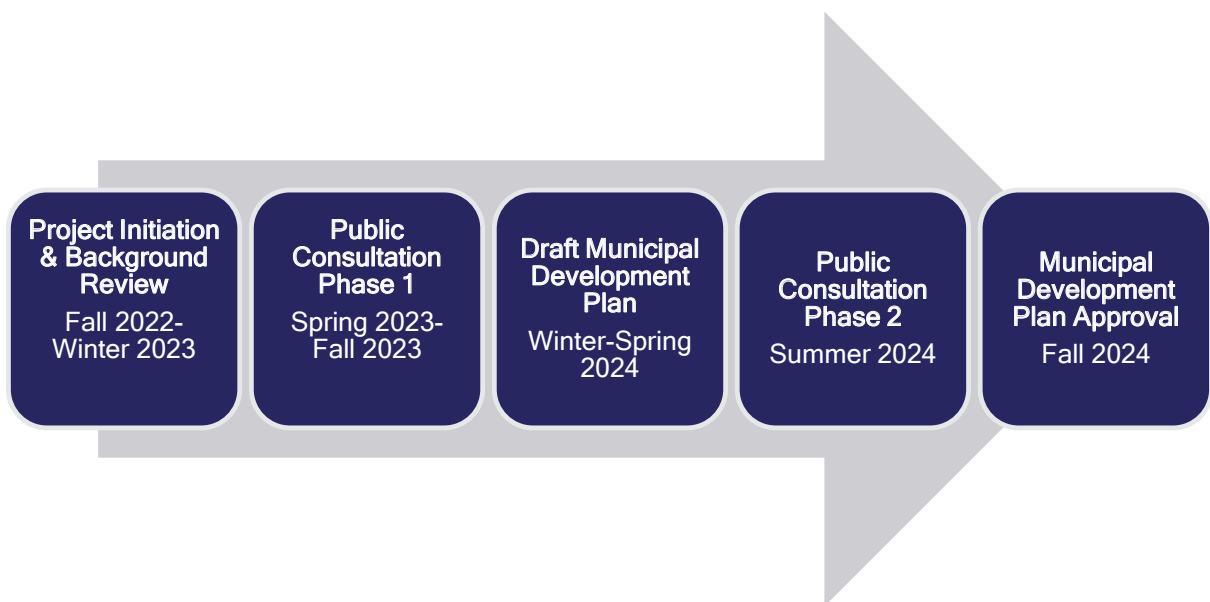 Project Initiation
& Background
Review
Fall 2022-
Winter 2023
Public
Consultation
Phase 1
Spring 2023-
Fall 2023
Draft Municipal
Development
Plan
Winter-Spring
2024
Public
Consultation
Phase 2
Summer 2024
Municipal
Development
Plan Approval
Fall 2024